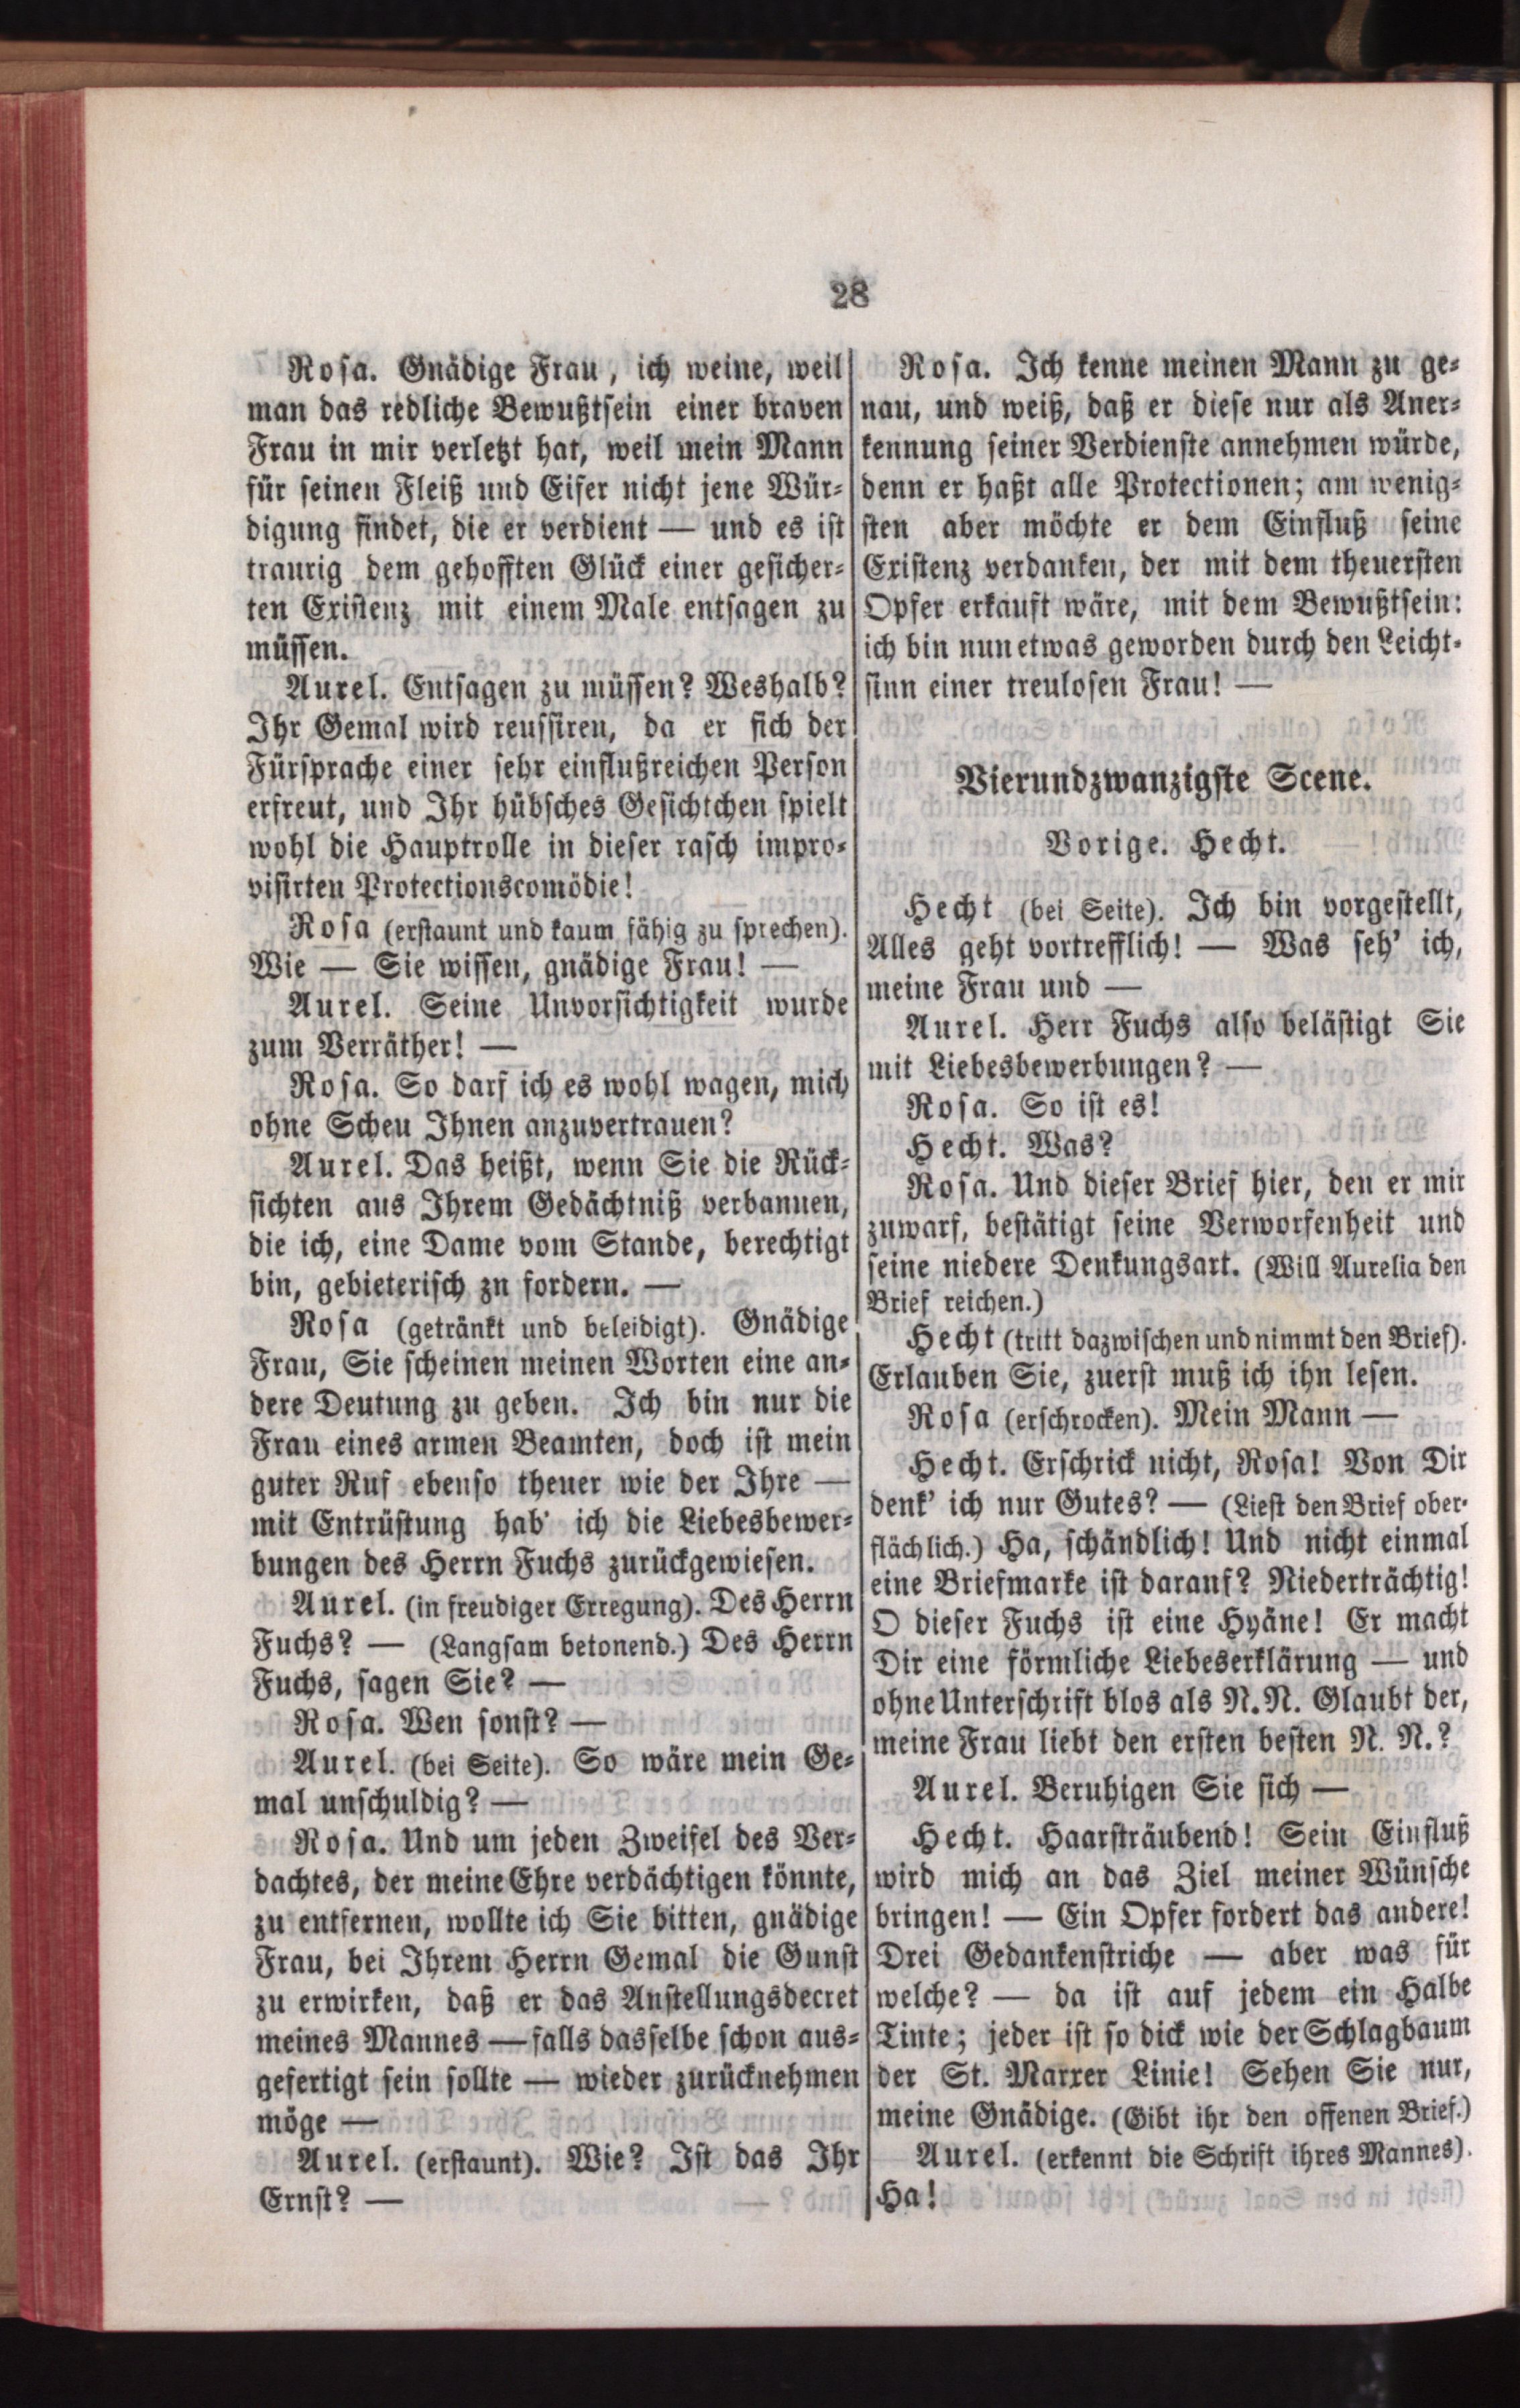 28
Rosa. Gnädige Frau, ich weine, weil
man das redliche Bewußtsein einer braven
Frau in mir verletzt hat, weil mein Mann
für seinen Fleiß und Eifer nicht jene Wür-
digung findet, die er verdient — und es ist
traurig dem gehofften Glück einer gesicher-
ten Existenz mit einem Male entsagen zu
müssen.
Aurel. Entsagen zu müssen? Weshalb?
Ihr Gemal wird reussiren, da er sich der
Fürsprache einer sehr einflußreichen Person
erfreut, und Ihr hübsches Gesichtchen spielt
wohl die Hauptrolle in dieser rasch impro-
visirten Protectionscomödie!
Rosa (erstaunt und kaum fähig zu sprechen).
Wie — Sie wissen, gnädige Frau! —
Aurel. Seine Unvorsichtigkeit wurde
zum Verräther! —
Rosa. So darf ich es wohl wagen, mich
ohne Scheu Ihnen anzuvertrauen?
Aurel. Das heißt, wenn Sie die Rück-
sichten aus Ihrem Gedächtniß verbannen,
die ich, eine Dame vom Stande, berechtigt
bin, gebieterisch zu fordern. —
Rosa (getränkt und beleidigt). Gnädige
Frau, Sie scheinen meinen Worten eine an-
dere Deutung zu geben. Ich bin nur die
Frau eines armen Beamten, doch ist mein
guter Ruf ebenso theuer wie der Ihre —
mit Entrüstung hab' ich die Liebesbewer-
bungen des Herrn Fuchs zurückgewiesen.
Aurel. (in freudiger Erregung). Des Herrn
Fuchs? — (Langsam betonend.) Des Herrn
Fuchs, sagen Sie? —
Rosa. Wen sonst? —
Aurel. (bei Seite). So wäre mein Ge-
mal unschuldig? —
Rosa. Und um jeden Zweifel des Ver-
dachtes, der meine Ehre verdächtigen könnte,
zu entfernen, wollte ich Sie bitten, gnädige
Frau, bei Ihrem Herrn Gemal die Gunst
zu erwirken, daß er das Anstellungsdecret
meines Mannes — falls dasselbe schon aus-
gefertigt sein sollte — wieder zurücknehmen
möge —
Aurel. (erstaunt). Wie? Ist das Ihr
Ernst? —
Rosa. Ich kenne meinen Mann zu ge-
nau, und weiß, daß er diese nur als Aner-
kennung seiner Verdienste annehmen würde,
denn er haßt alle Protectionen; am wenig-
sten aber möchte er dem Einfluß seine
Existenz verdanken, der mit dem theuersten
Opfer erkauft wäre, mit dem Bewußtsein:
ich bin nun etwas geworden durch den Leicht-
sinn einer treulosen Frau! —
Vierundzwanzigste Scene.
Vorige. Hecht.
Hecht (bei Seite). Ich bin vorgestellt,
Alles geht vortrefflich! — Was seh' ich,
meine Frau und —
Aurel. Herr Fuchs also belästigt Sie
mit Liebesbewerbungen? —
Rosa. So ist es!
Hecht. Was?
Rosa. Und dieser Brief hier, den er mir
zuwarf, bestätigt seine Verworfenheit und
seine niedere Denkungsart. (Will Aurelia den
Brief reichen.)
Hecht (tritt dazwischen und nimmt den Brief).
Erlauben Sie, zuerst muß ich ihn lesen.
Rosa (erschrocken). Mein Mann —
Hecht. Erschrick nicht, Rosa! Von Dir
denk' ich nur Gutes? — (Liest den Brief ober-
flächlich.) Ha, schändlich! Und nicht einmal
eine Briefmarke ist darauf? Niederträchtig!
O dieser Fuchs ist eine Hyäne! Er macht
Dir eine förmliche Liebeserklärung — und
ohne Unterschrift blos als N. N. Glaubt der,
meine Frau liebt den ersten besten N. N.?
Aurel. Beruhigen Sie sich —
Hecht. Haarsträubend! Sein Einfluß
wird mich an das Ziel meiner Wünsche
bringen! — Ein Opfer fordert das andere!
Drei Gedankenstriche — aber was für
welche? — da ist auf jedem ein Halbe
Tinte; jeder ist so dick wie der Schlagbaum
der St. Marxer Linie! Sehen Sie nur,
meine Gnädige. (Gibt ihr den offenen Brief.)
Aurel. (erkennt die Schrift ihres Mannes).
Ha!